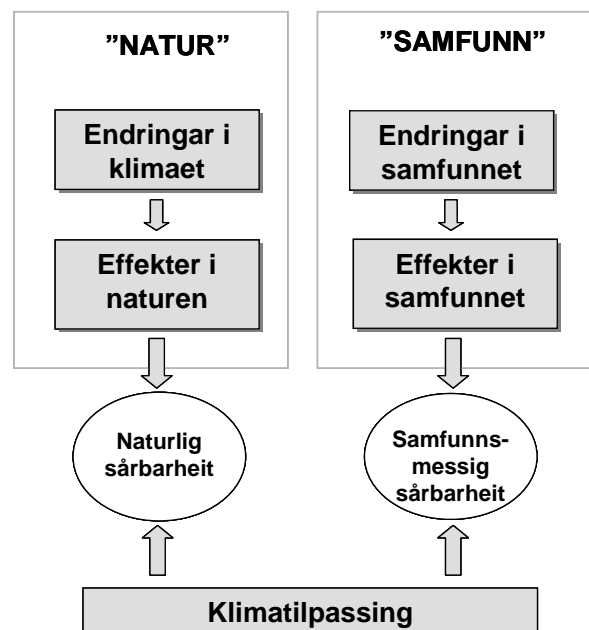 ”NATUR”
Endringar i
klimaet
Effekter i
naturen
Naturlig
sårbarheit
”SAMFUNN”
Endringar i
samfunnet
Effekter i
samfunnet
Samfunns-
messig
sårbarheit
Klimatilpassing